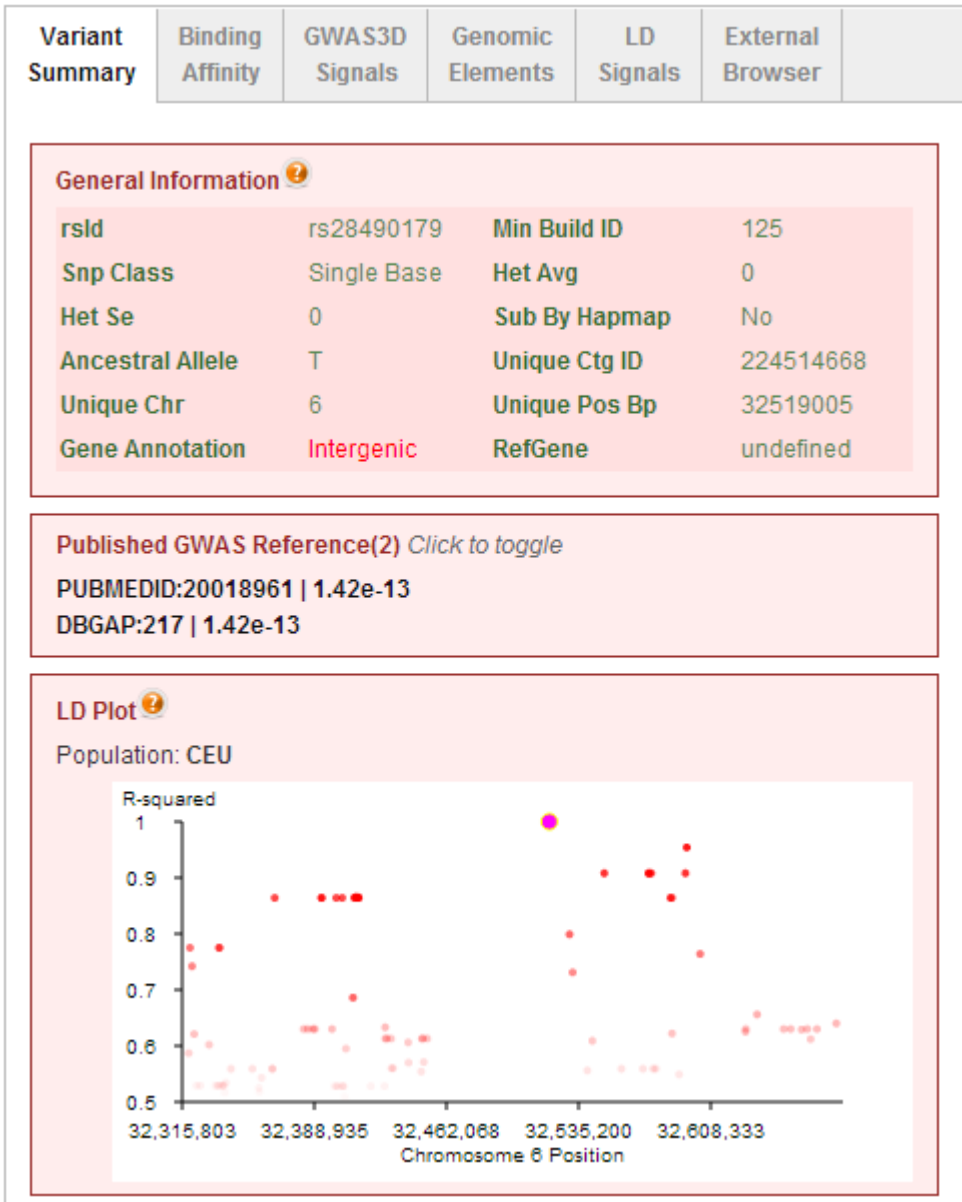 Variant Summary Binding Affinity GWAS3D Signals Genomic Elements LD Signals External Browser
General Information ?
rsId rs28490179 Min Build ID 125
Snp Class Single Base Het Avg 0
Het Se 0 Sub By Hapmap No
Ancestral Allele T Unique Ctg ID 224514668
Unique Chr 6 Unique Pos Bp 32519005
Gene Annotation Intergenic RefGene undefined
Published GWAS Reference(2) Click to toggle
PUBMEDID:20018961 | 1.42e-13
DBGAP:217 | 1.42e-13
LD Plot ?
Population: CEU
R-squared
1
0.9
0.8
0.7
0.6
0.5
32,315,803 32,388,935 32,462,068 32,535,200 32,608,333
Chromosome 6 Position